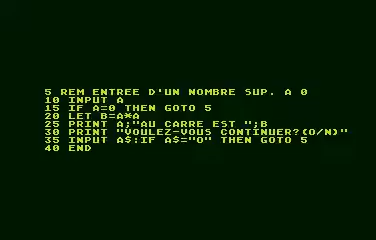 5 REM ENTREE D'UN NOMBRE SUP. A 0
10 INPUT A
15 IF A=0 THEN GOTO 5
20 LET B=A*A
25 PRINT A;"AU CARRE EST ";B
30 PRINT "VOULEZ-VOUS CONTINUER?(O/N)"
35 INPUT A$:IF A$="O" THEN GOTO 5
40 END